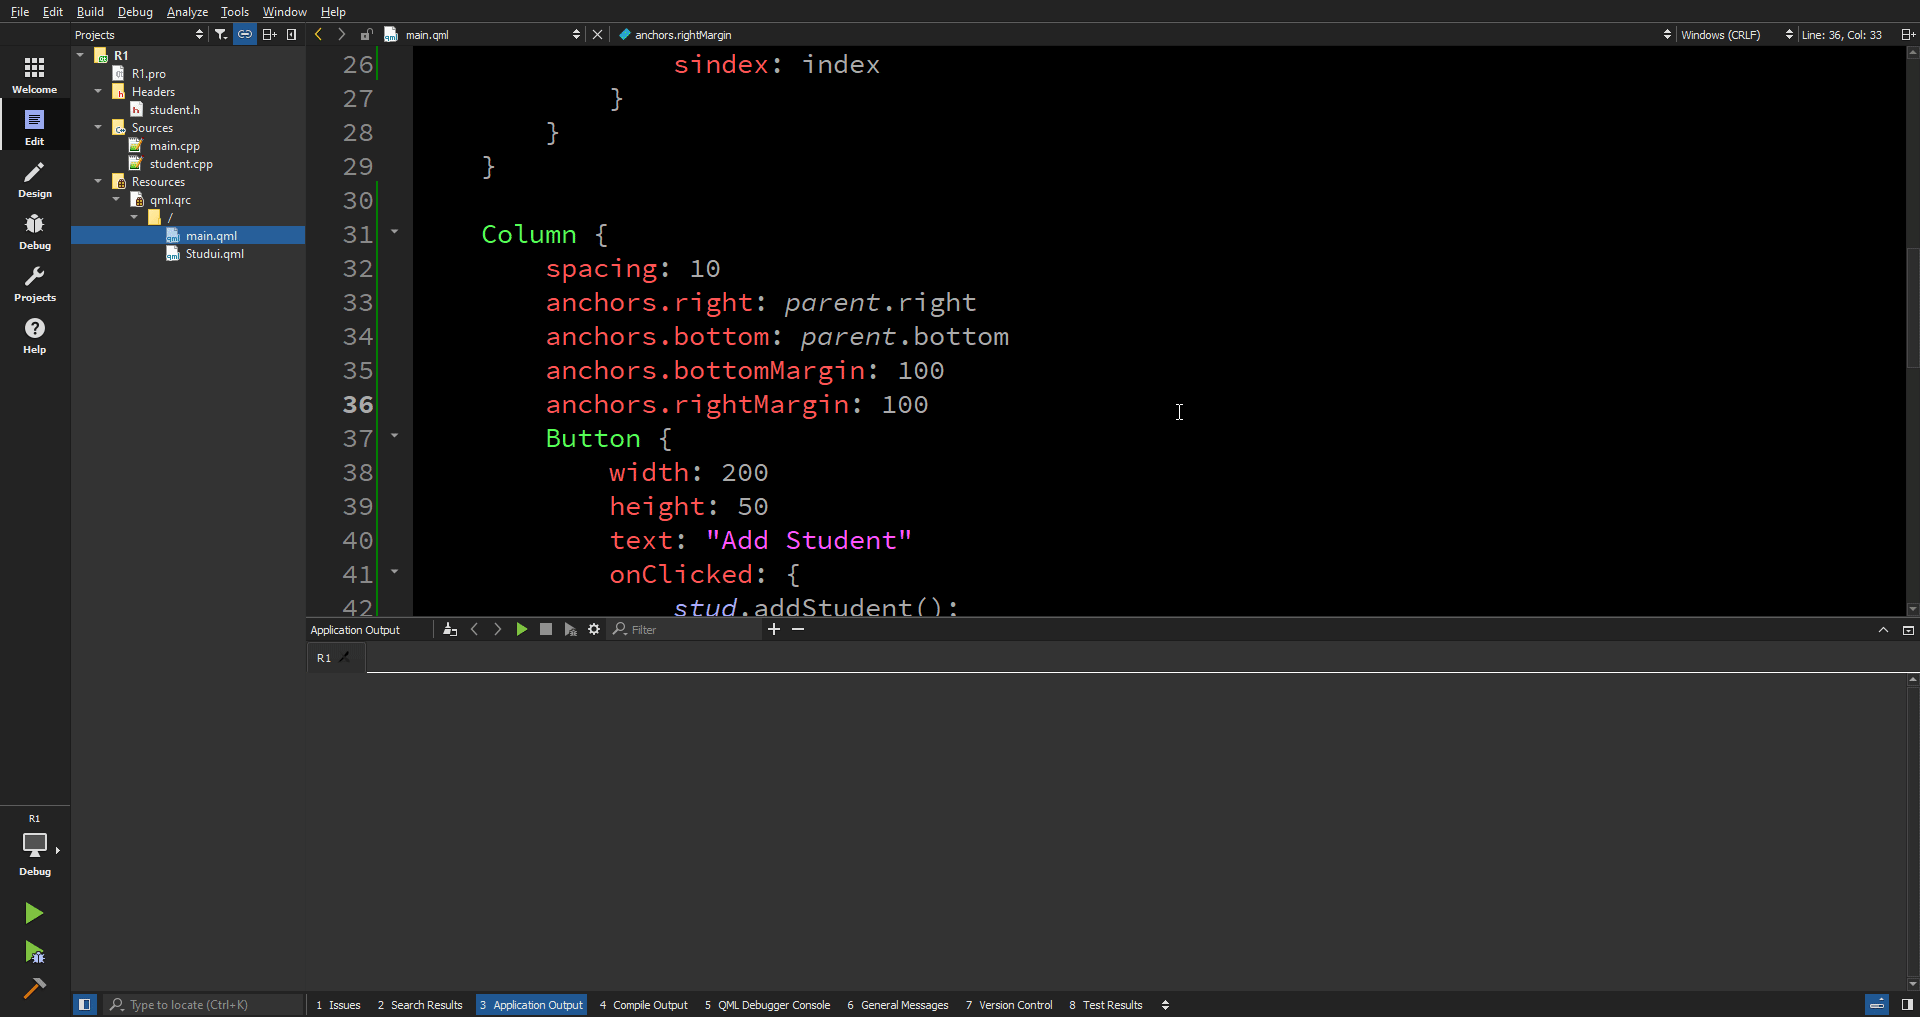 File Edit Build Debug Analyze Tools Window Help
Projects main.qml anchors.rightMargin Windows (CRLF) Line: 36, Col: 33
Welcome
Edit
Design
Debug
Projects
Help
R1
R1.pro
Headers
student.h
Sources
main.cpp
student.cpp
Resources
qml.qrc
/
main.qml
Studui.qml
26 sindex: index
27 }
28 }
29 }
30
31 Column {
32 spacing: 10
33 anchors.right: parent.right
34 anchors.bottom: parent.bottom
35 anchors.bottomMargin: 100
36 anchors.rightMargin: 100
37 Button {
38 width: 200
39 height: 50
40 text: "Add Student"
41 onClicked: {
42 stud.addStudent();
Application Output Filter
R1
R1
Debug
Type to locate (Ctrl+K) 1 Issues 2 Search Results 3 Application Output 4 Compile Output 5 QML Debugger Console 6 General Messages 7 Version Control 8 Test Results